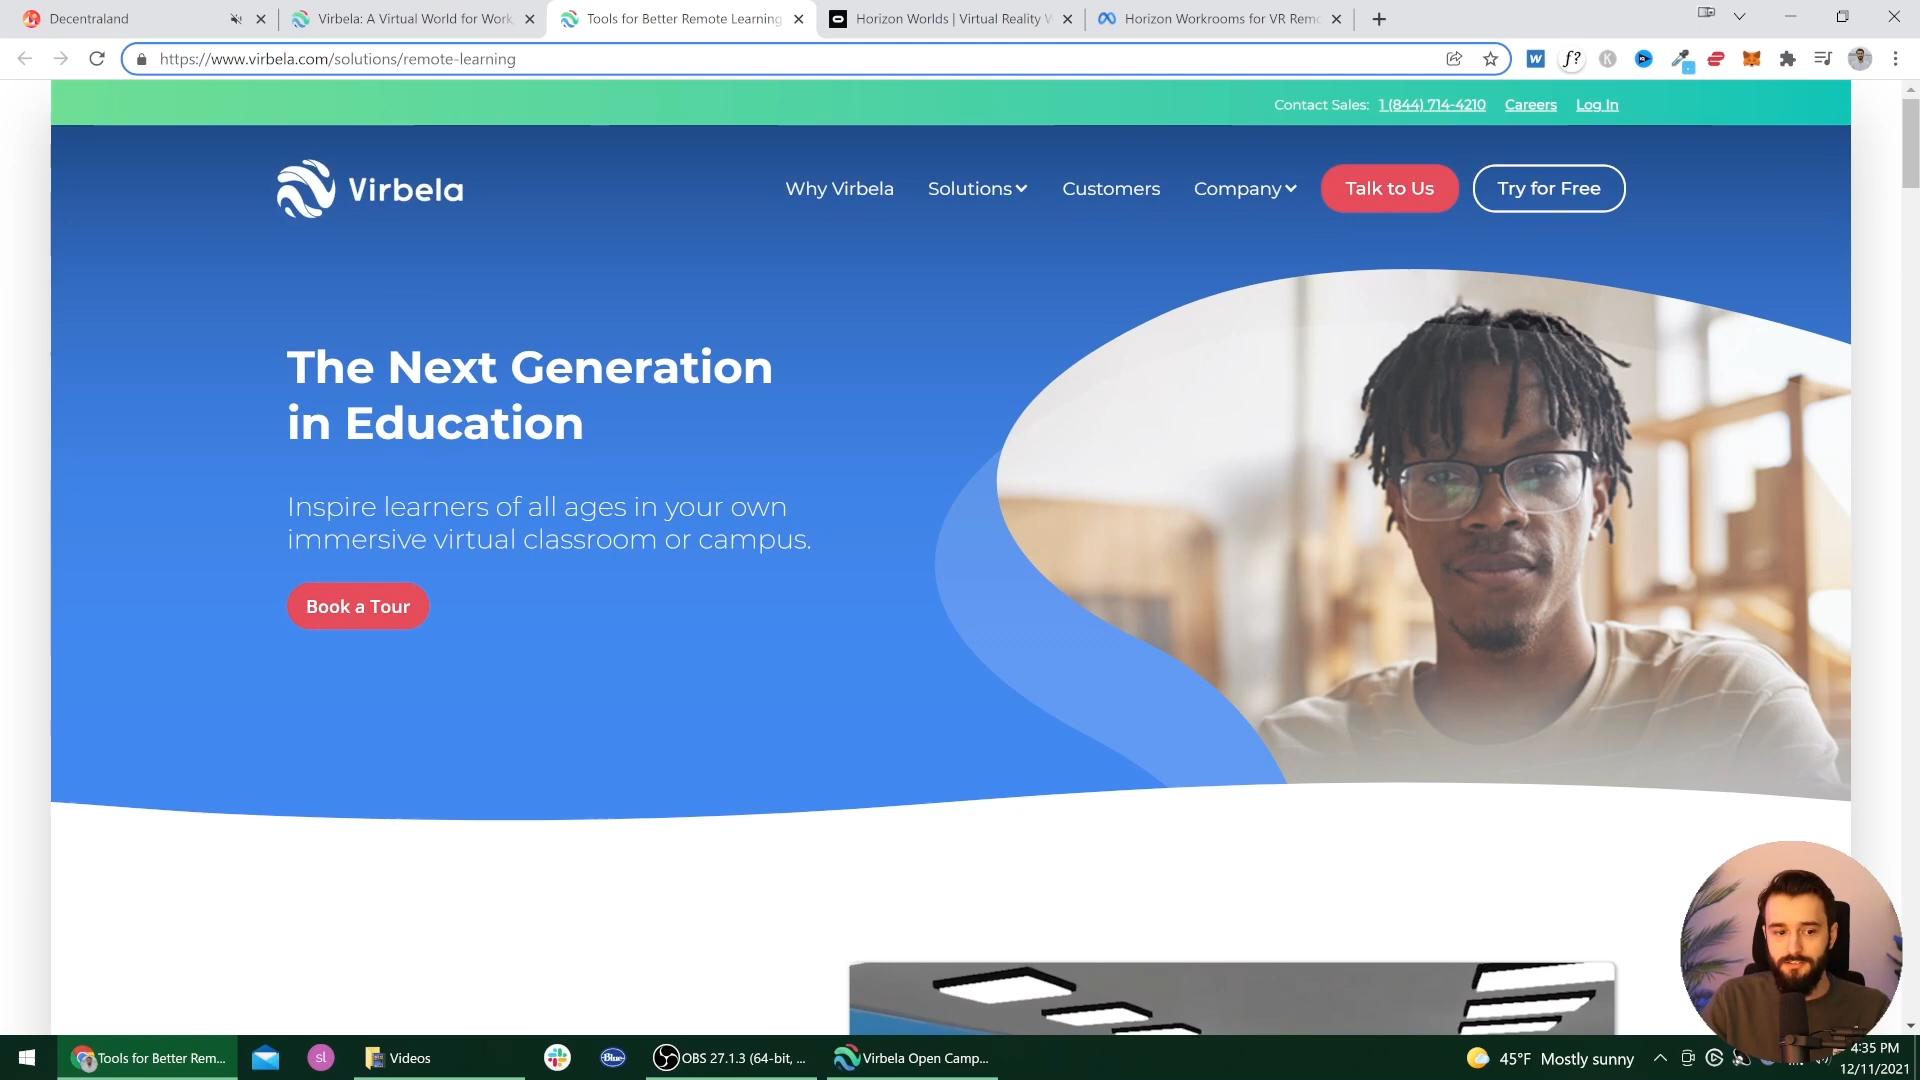 Decentraland
Virbela: A Virtual World for Work,
Tools for Better Remote Learning
Horizon Worlds | Virtual Reality W
Horizon Workrooms for VR Remo
https://www.virbela.com/solutions/remote-learning
Contact Sales: 1 (844) 714-4210 Careers Log In
Virbela
Why Virbela Solutions Customers Company Talk to Us Try for Free
The Next Generation
in Education
Inspire learners of all ages in your own
immersive virtual classroom or campus.
Book a Tour
Tools for Better Rem...
sl
Videos
Blue
OBS 27.1.3 (64-bit, ...
Virbela Open Camp...
45°F Mostly sunny
4:35 PM
12/11/2021